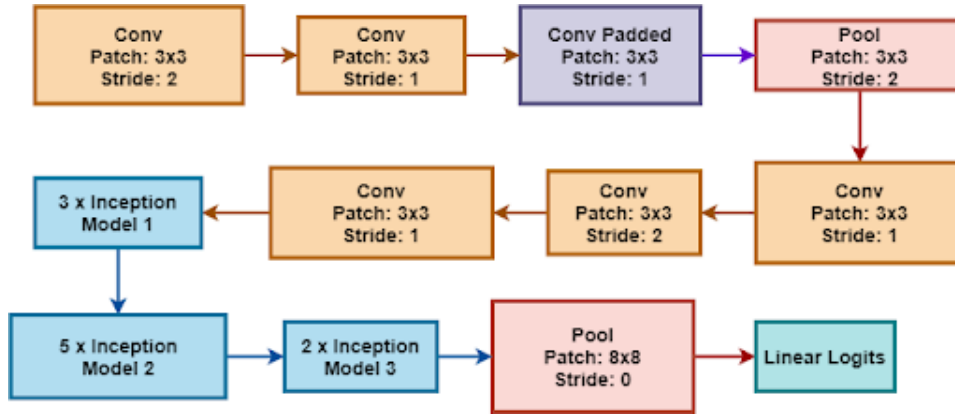 Conv
Patch: 3x3
Stride: 2
Conv
Patch: 3x3
Stride: 1
Conv Padded
Patch: 3x3
Stride: 1
Pool
Patch: 3x3
Stride: 2
Conv
Patch: 3x3
Stride: 1
Conv
Patch: 3x3
Stride: 2
Conv
Patch: 3x3
Stride: 1
3 x Inception
Model 1
5 x Inception
Model 2
2 x Inception
Model 3
Pool
Patch: 8x8
Stride: 0
Linear Logits